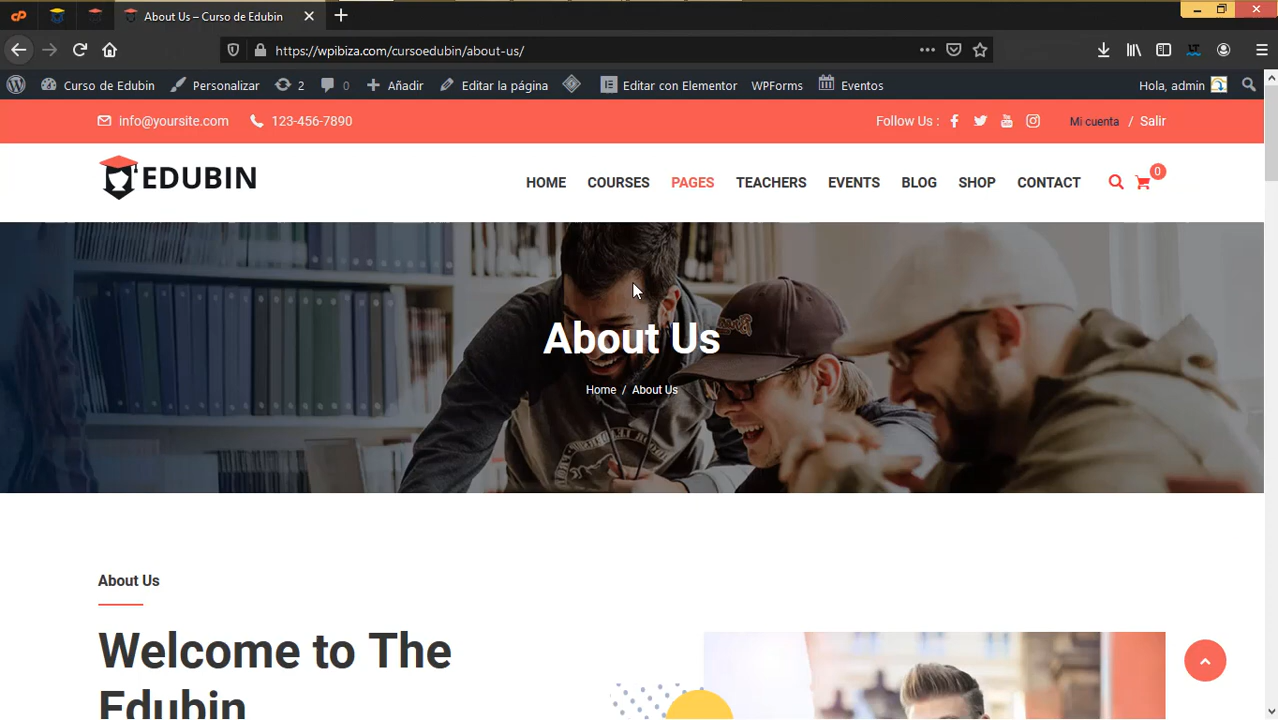 About Us – Curso de Edubin
https://wpibiza.com/cursoedubin/about-us/
Curso de Edubin Personalizar 2 0 Añadir Editar la página Editar con Elementor WPForms Eventos Hola, admin
info@yoursite.com 123-456-7890 Follow Us : Mi cuenta / Salir
EDUBIN HOME COURSES PAGES TEACHERS EVENTS BLOG SHOP CONTACT 0
About Us
Home / About Us
About Us
Welcome to The
Edubin